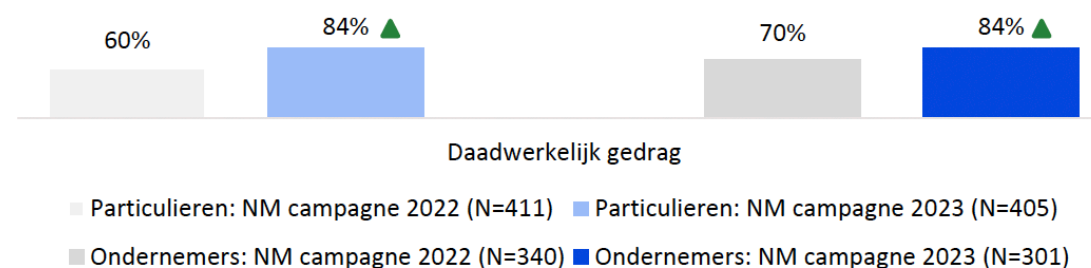 60%
84%
70%
84%
Daadwerkelijk gedrag
Particulieren: NM campagne 2022 (N=411)
Particulieren: NM campagne 2023 (N=405)
Ondernemers: NM campagne 2022 (N=340)
Ondernemers: NM campagne 2023 (N=301)